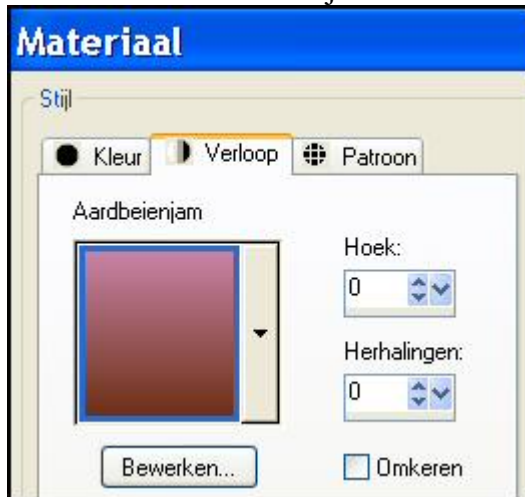 Materiaal
Stijl
Kleur Verloop Patroon
Aardbeienjam
Hoek:
0
Herhalingen:
0
Bewerken... Omkeren